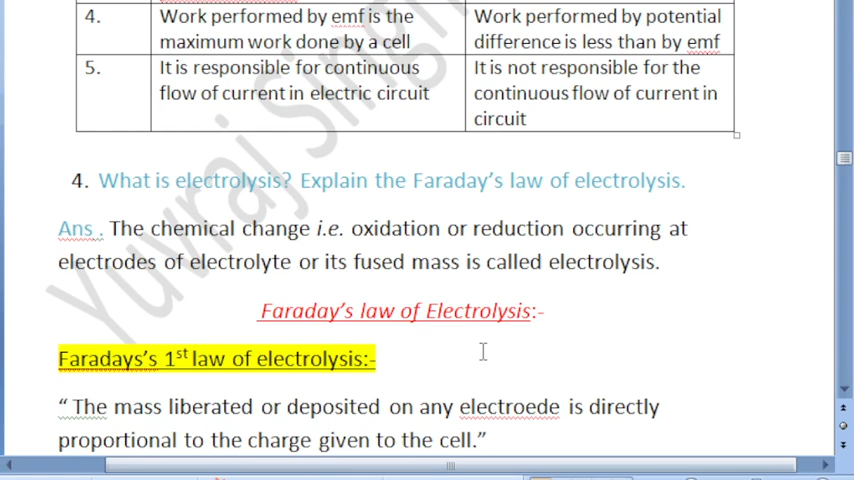 4. Work performed by emf is the Work performed by potential
maximum work done by a cell difference is less than by emf
5. It is responsible for continuous It is not responsible for the
flow of current in electric circuit continuous flow of current in
circuit
Yuvraj Singh
4. What is electrolysis? Explain the Faraday's law of electrolysis.
Ans . The chemical change i.e. oxidation or reduction occurring at
electrodes of electrolyte or its fused mass is called electrolysis.
Faraday's law of Electrolysis:-
Faradays's 1st law of electrolysis:-
“ The mass liberated or deposited on any electroede is directly
proportional to the charge given to the cell.”